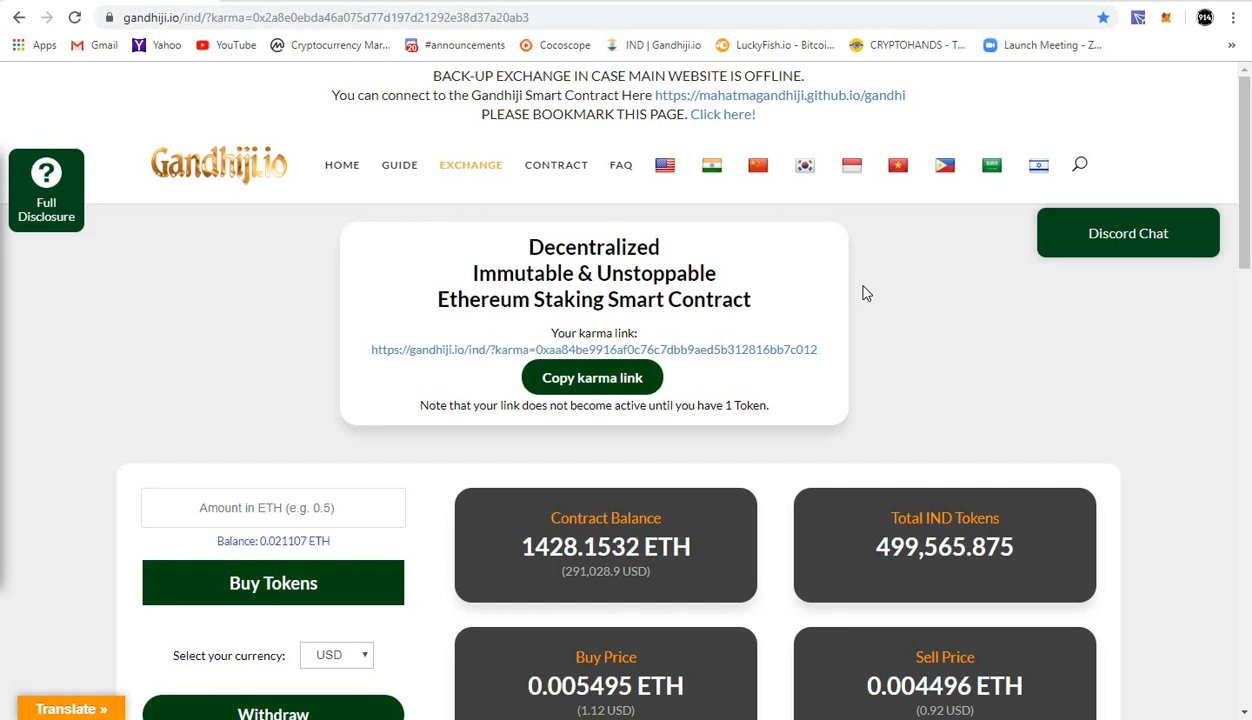 gandhiji.io/ind/?karma=0x2a8e0ebda46a075d77d197d21292e38d37a20ab3
914
Apps
Gmail
Yahoo
YouTube
Cryptocurrency Mar...
20
#announcements
Cocoscope
IND | Gandhiji.io
LuckyFish.io - Bitcoi...
CRYPTOHANDS - T...
Launch Meeting - Z...
»
BACK-UP EXCHANGE IN CASE MAIN WEBSITE IS OFFLINE.
You can connect to the Gandhiji Smart Contract Here https://mahatmagandhiji.github.io/gandhi
PLEASE BOOKMARK THIS PAGE. Click here!
?
Full
Disclosure
Gandhiji.io
HOME
GUIDE
EXCHANGE
CONTRACT
FAQ
Discord Chat
Decentralized
Immutable & Unstoppable
Ethereum Staking Smart Contract
Your karma link:
https://gandhiji.io/ind/?karma=0xaa84be9916af0c76c7dbb9aed5b312816bb7c012
Copy karma link
Note that your link does not become active until you have 1 Token.
Amount in ETH (e.g. 0.5)
Balance: 0.021107 ETH
Buy Tokens
Select your currency:
USD
Withdraw
Contract Balance
1428.1532 ETH
(291,028.9 USD)
Total IND Tokens
499,565.875
Buy Price
0.005495 ETH
(1.12 USD)
Sell Price
0.004496 ETH
(0.92 USD)
Translate »